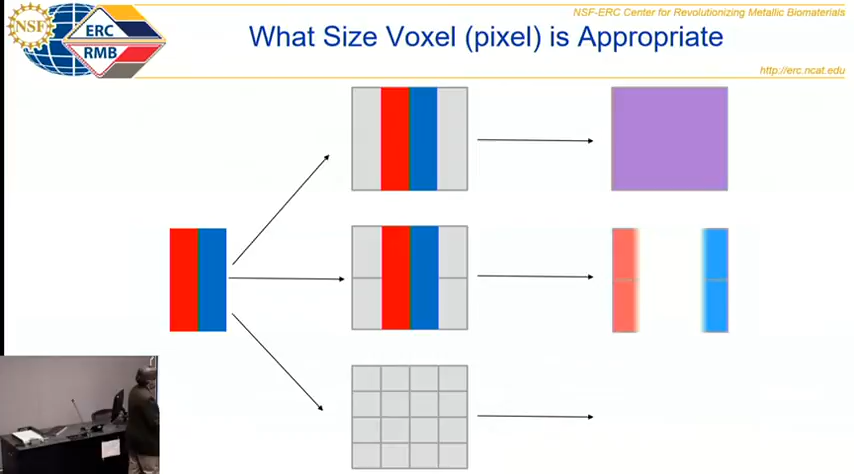 NSF-ERC Center for Revolutionizing Metallic Biomaterials
NSF
ERC
RMB
What Size Voxel (pixel) is Appropriate
http://erc.ncat.edu